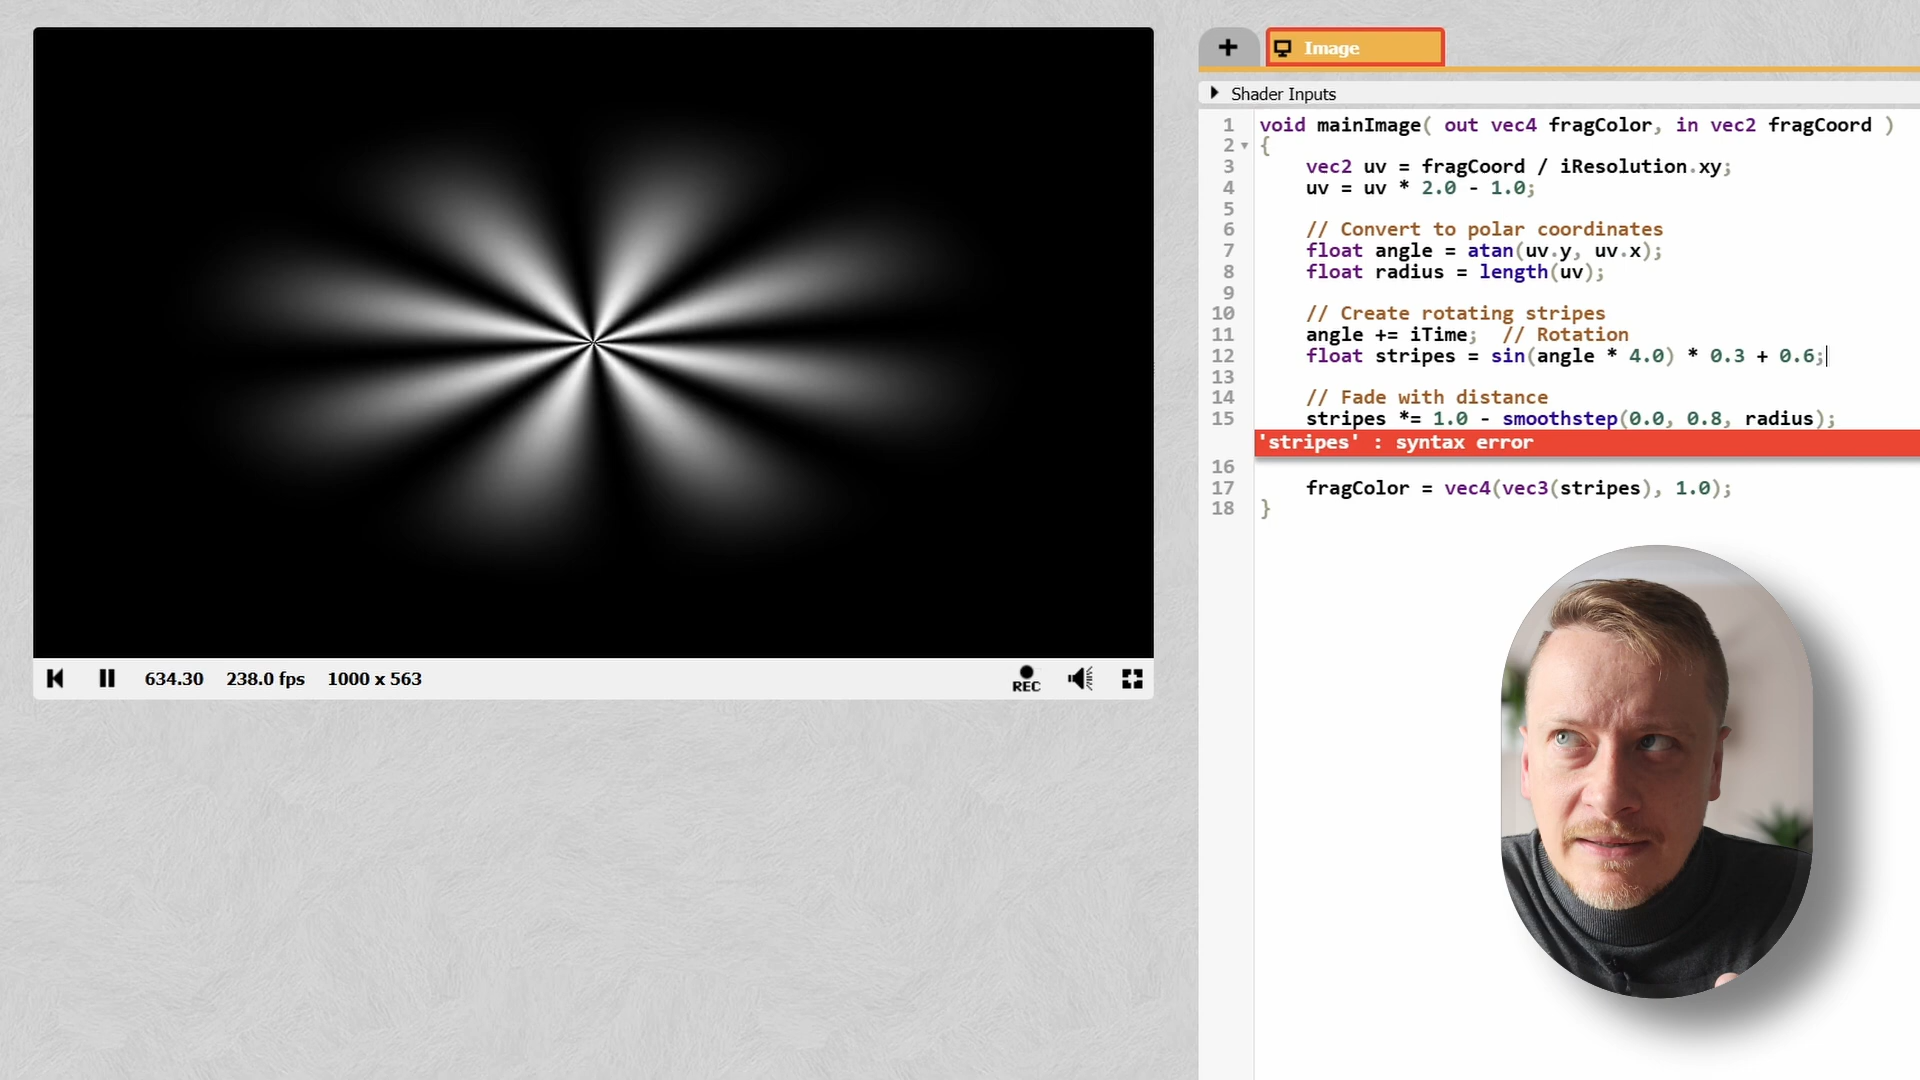 + Image
Shader Inputs
1 void mainImage( out vec4 fragColor, in vec2 fragCoord )
2 {
3 vec2 uv = fragCoord / iResolution.xy;
4 uv = uv * 2.0 - 1.0;
5
6 // Convert to polar coordinates
7 float angle = atan(uv.y, uv.x);
8 float radius = length(uv);
9
10 // Create rotating stripes
11 angle += iTime; // Rotation
12 float stripes = sin(angle * 4.0) * 0.3 + 0.6;
13
14 // Fade with distance
15 stripes *= 1.0 - smoothstep(0.0, 0.8, radius);
'stripes' : syntax error
16
17 fragColor = vec4(vec3(stripes), 1.0);
18 }
634.30 238.0 fps 1000 x 563 REC